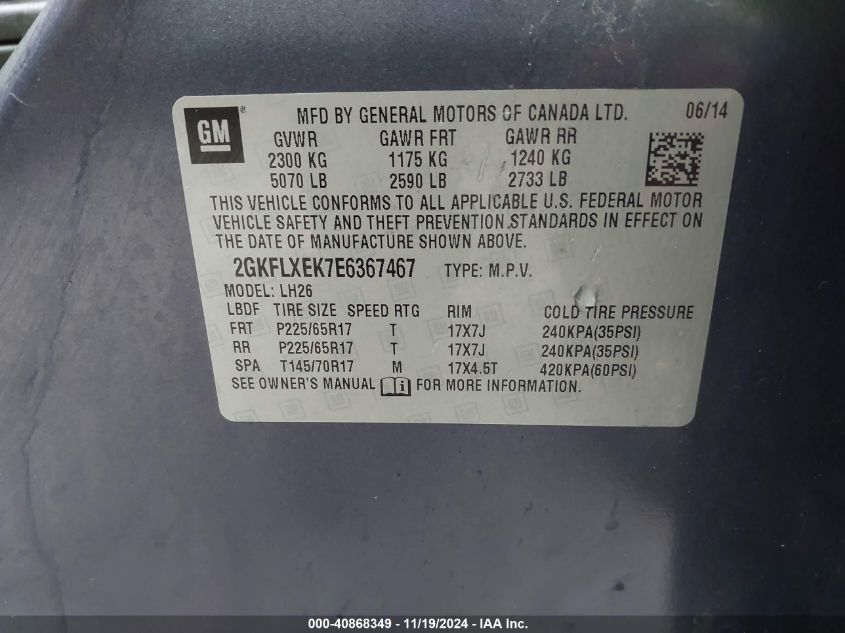 GM® MFD BY GENERAL MOTORS OF CANADA LTD. 06/14
GVWR GAWR FRT GAWR RR
2300 KG 1175 KG 1240 KG
5070 LB 2590 LB 2733 LB
THIS VEHICLE CONFORMS TO ALL APPLICABLE U.S. FEDERAL MOTOR
VEHICLE SAFETY AND THEFT PREVENTION STANDARDS IN EFFECT ON
THE DATE OF MANUFACTURE SHOWN ABOVE.
2GKFLXEK7E6367467 TYPE: M.P.V.
MODEL: LH26
LBDF TIRE SIZE SPEED RTG RIM COLD TIRE PRESSURE
FRT P225/65R17 T 17X7J 240KPA(35PSI)
RR P225/65R17 T 17X7J 240KPA(35PSI)
SPA T145/70R17 M 17X4.5T 420KPA(60PSI)
SEE OWNER'S MANUAL FOR MORE INFORMATION.
000-40868349 - 11/19/2024 - IAA Inc.